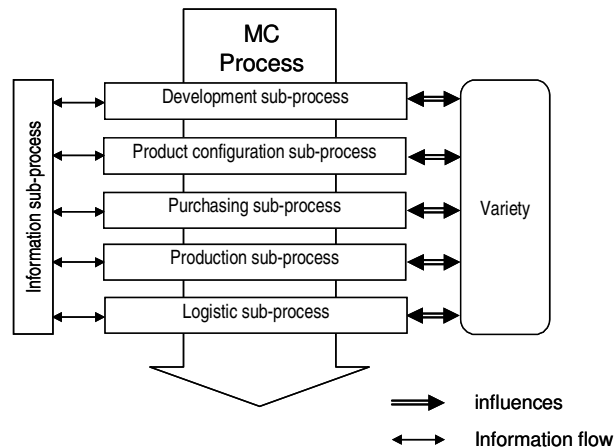 MC
Process
Information sub-process
Development sub-process
Product configuration sub-process
Purchasing sub-process
Production sub-process
Logistic sub-process
Variety
influences
Information flow